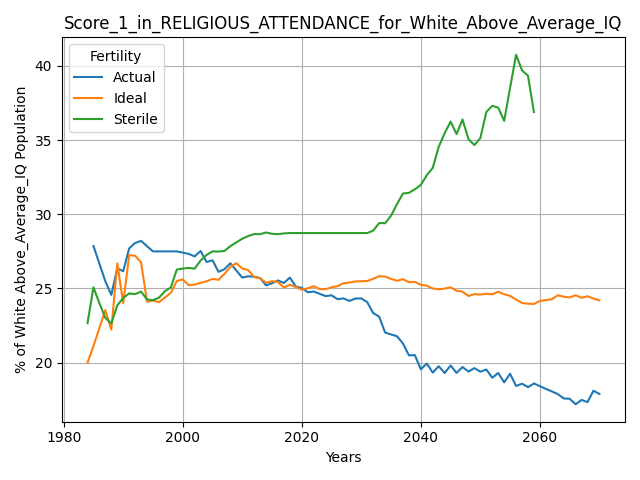 Score_1_in_RELIGIOUS_ATTENDANCE_for_White_Above_Average_IQ
Fertility
Actual
Ideal
Sterile
% of White Above_Average_IQ Population
40
35
30
25
20
1980
2000
2020
2040
2060
Years